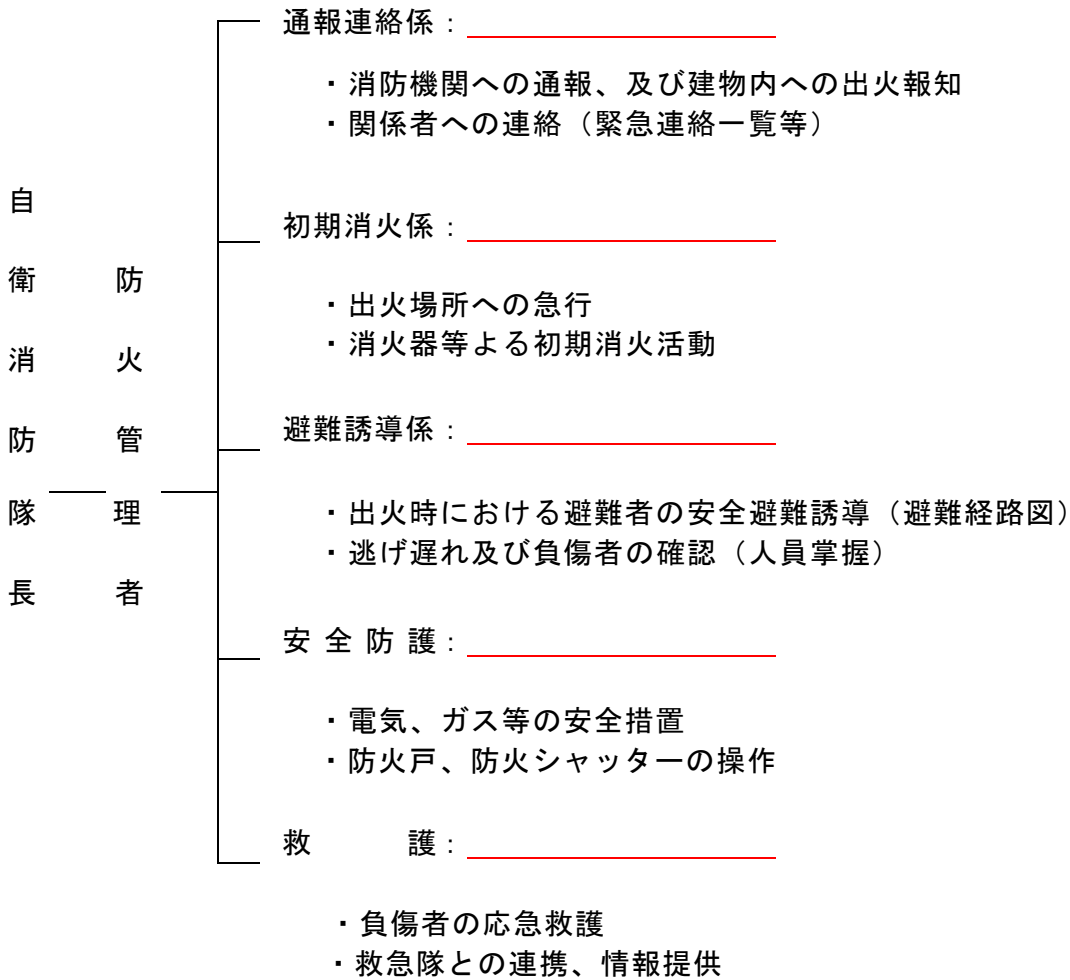 自衛消防隊長
防火管理者
通報連絡係：
・消防機関への通報、及び建物内への出火報知
・関係者への連絡（緊急連絡一覧等）
初期消火係：
・出火場所への急行
・消火器等よる初期消火活動
避難誘導係：
・出火時における避難者の安全避難誘導（避難経路図）
・逃げ遅れ及び負傷者の確認（人員掌握）
安全防護：
・電気、ガス等の安全措置
・防火戸、防火シャッターの操作
救護：
・負傷者の応急救護
・救急隊との連携、情報提供